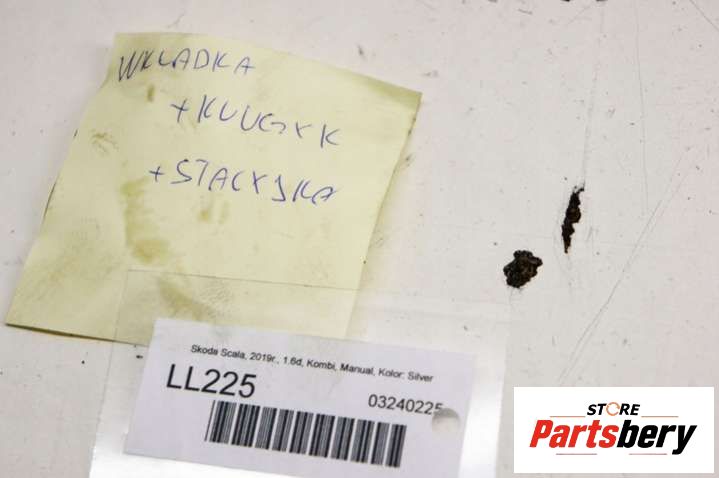 WKŁADKA
+ KLUCZYK
+ STACYJKA
Skoda Scala, 2019r., 1.6d, Kombi, Manual, Kolor: Silver
LL225
03240225
STORE
Partsbery